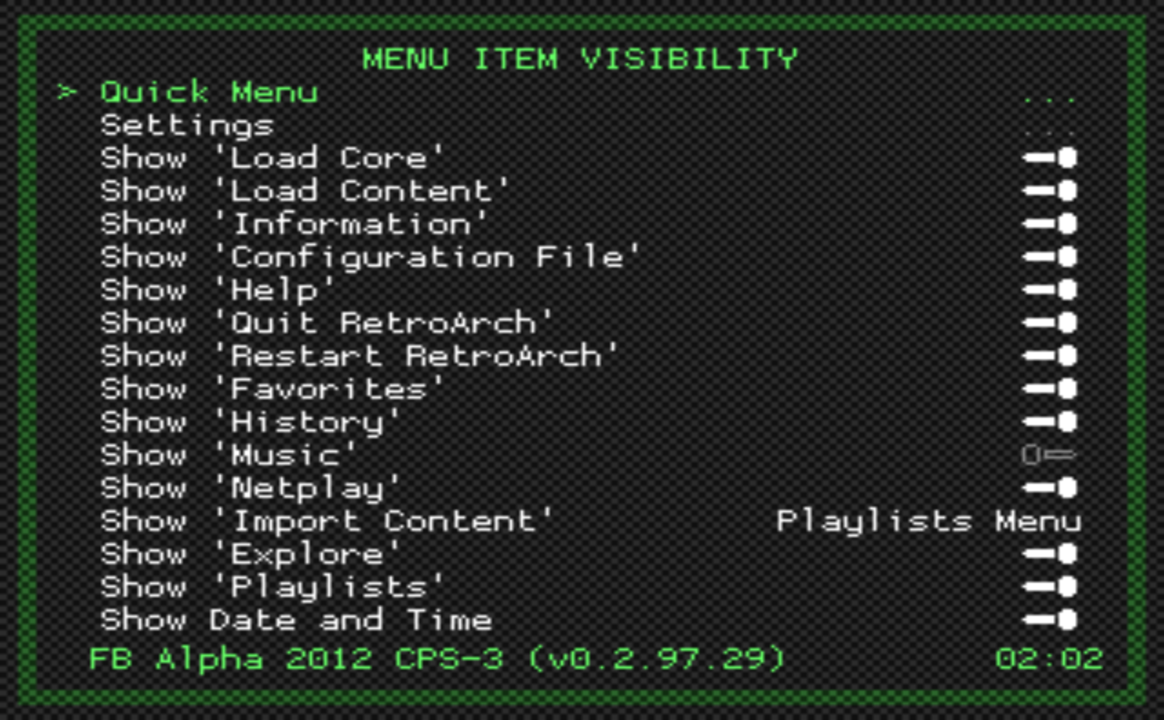 MENU ITEM VISIBILITY
> Quick Menu ...
Settings ...
Show 'Load Core'
Show 'Load Content'
Show 'Information'
Show 'Configuration File'
Show 'Help'
Show 'Quit RetroArch'
Show 'Restart RetroArch'
Show 'Favorites'
Show 'History'
Show 'Music'
Show 'Netplay'
Show 'Import Content' Playlists Menu
Show 'Explore'
Show 'Playlists'
Show Date and Time
FB Alpha 2012 CPS-3 (v0.2.97.29) 02:02